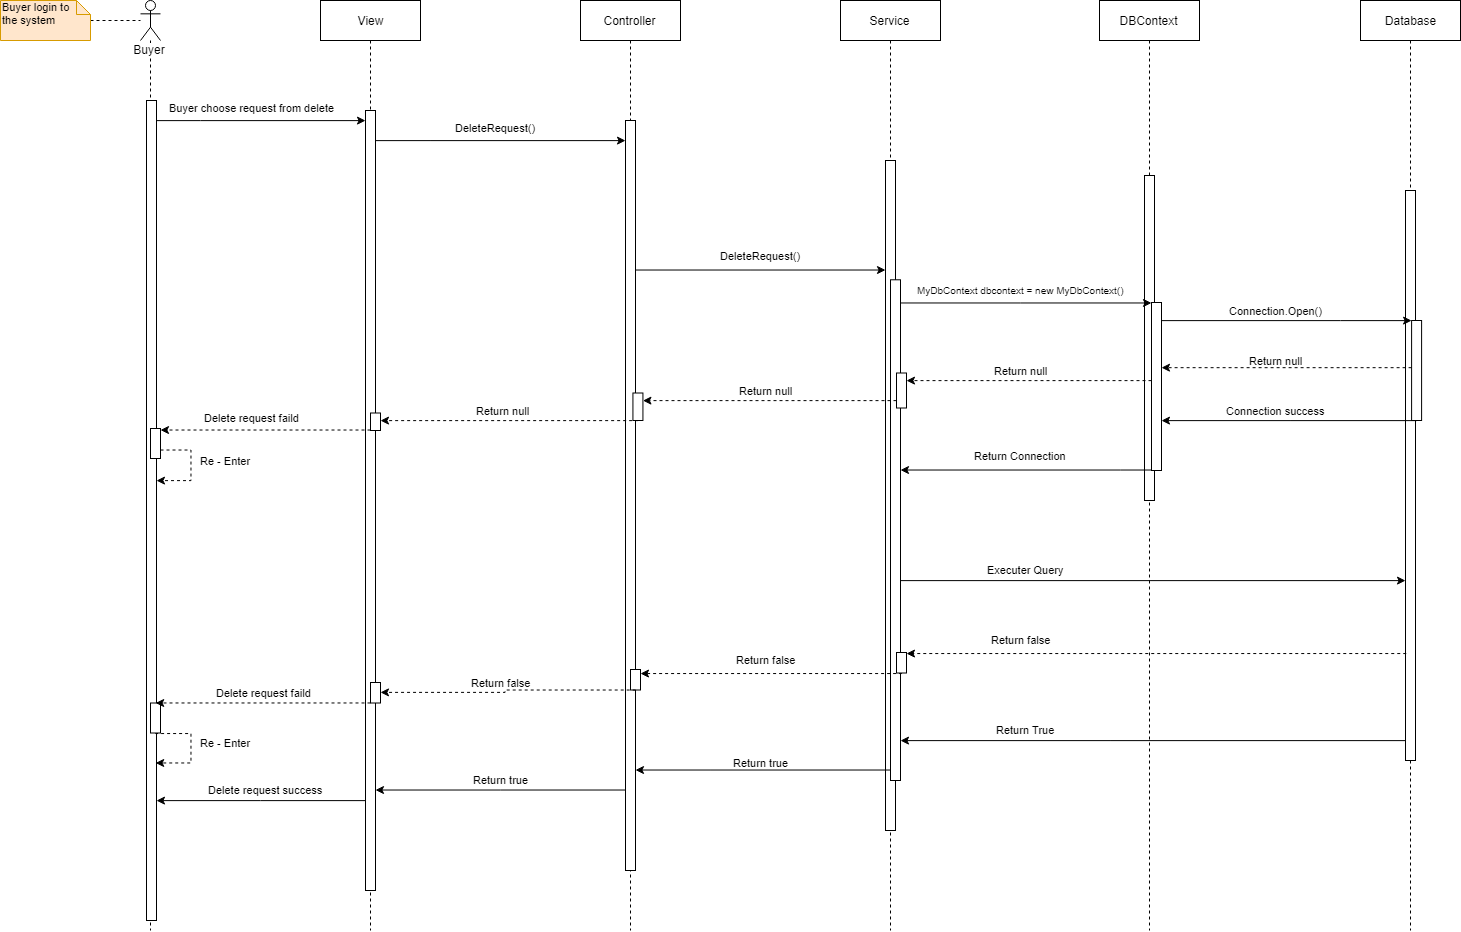 Buyer login to
the system
Buyer
View
Controller
Service
DBContext
Database
Buyer choose request from delete
DeleteRequest()
DeleteRequest()
MyDbContext dbcontext = new MyDbContext()
Connection.Open()
Return null
Return null
Return null
Return null
Delete request faild
Connection success
Re - Enter
Return Connection
Executer Query
Return false
Return false
Return false
Delete request faild
Return True
Re - Enter
Return true
Return true
Delete request success